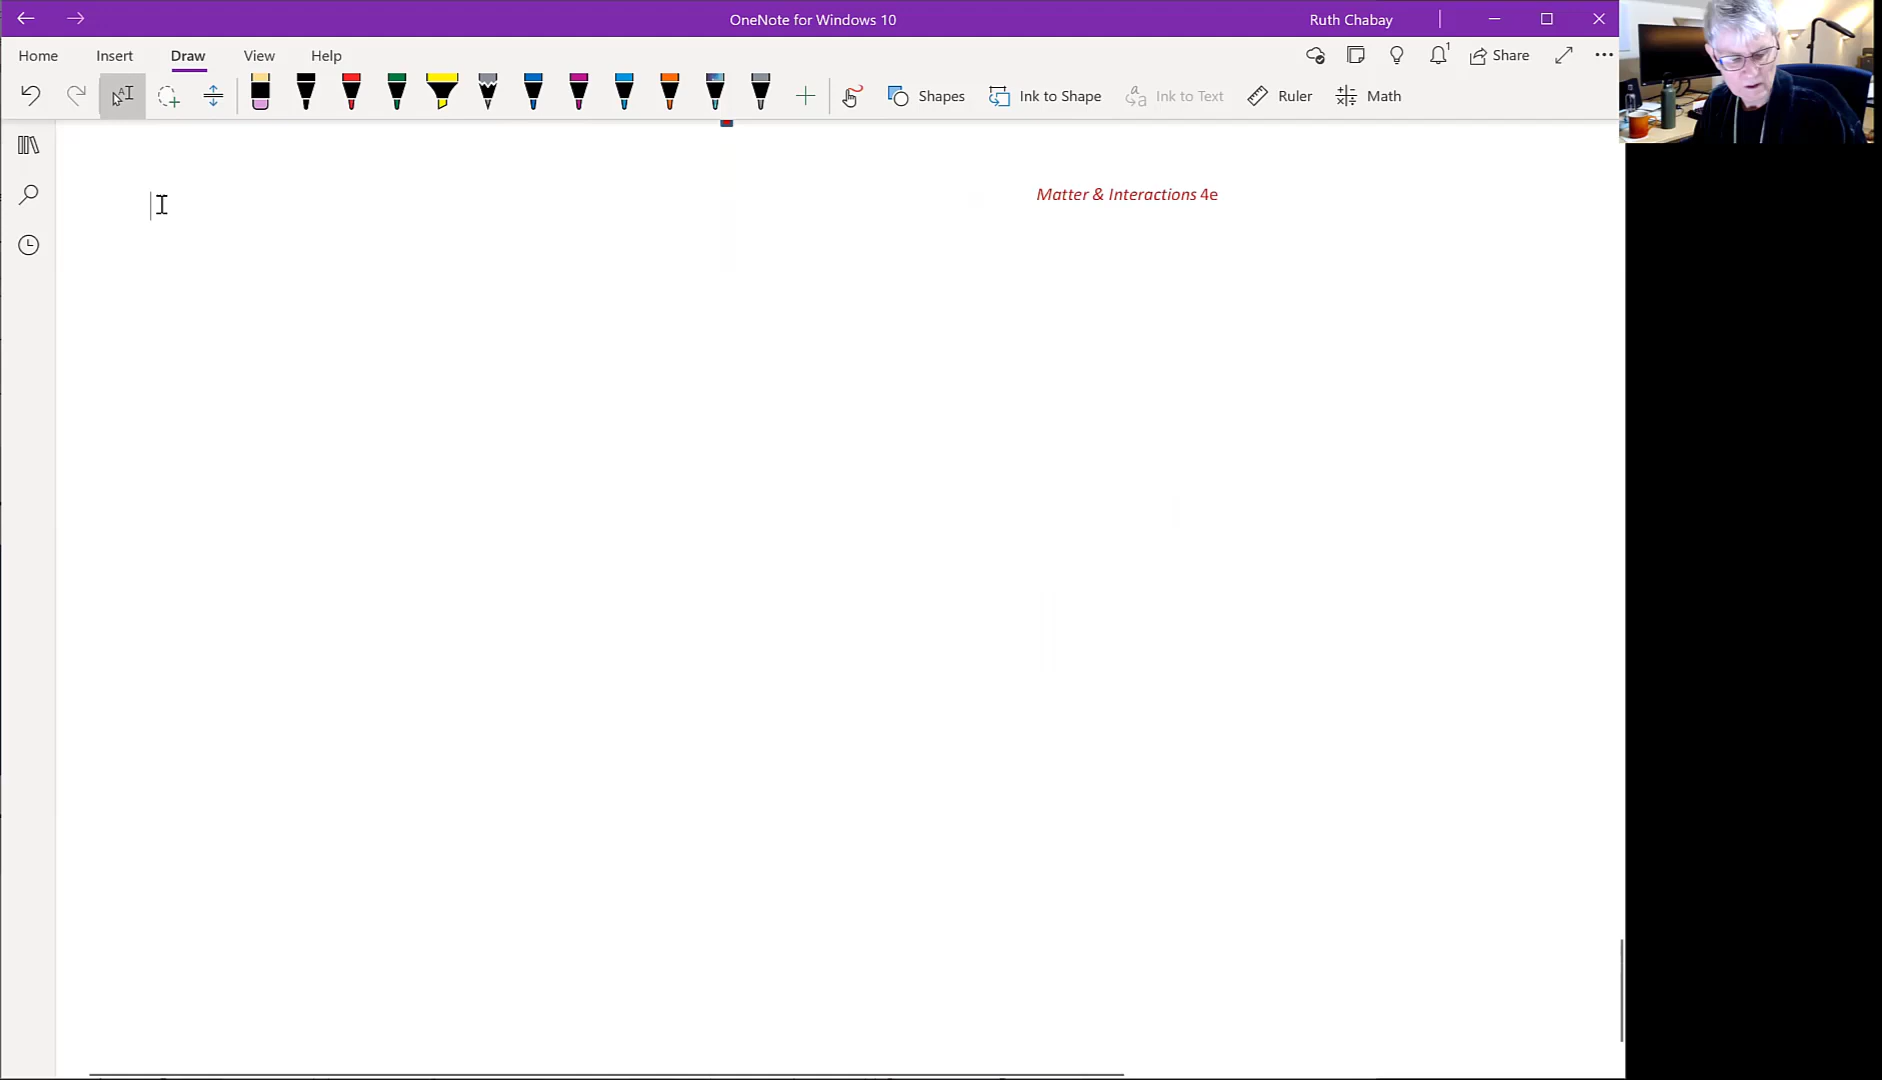 OneNote for Windows 10
Ruth Chabay
Home Insert Draw View Help
1 Share
Shapes Ink to Shape Ink to Text Ruler Math
Matter & Interactions 4e